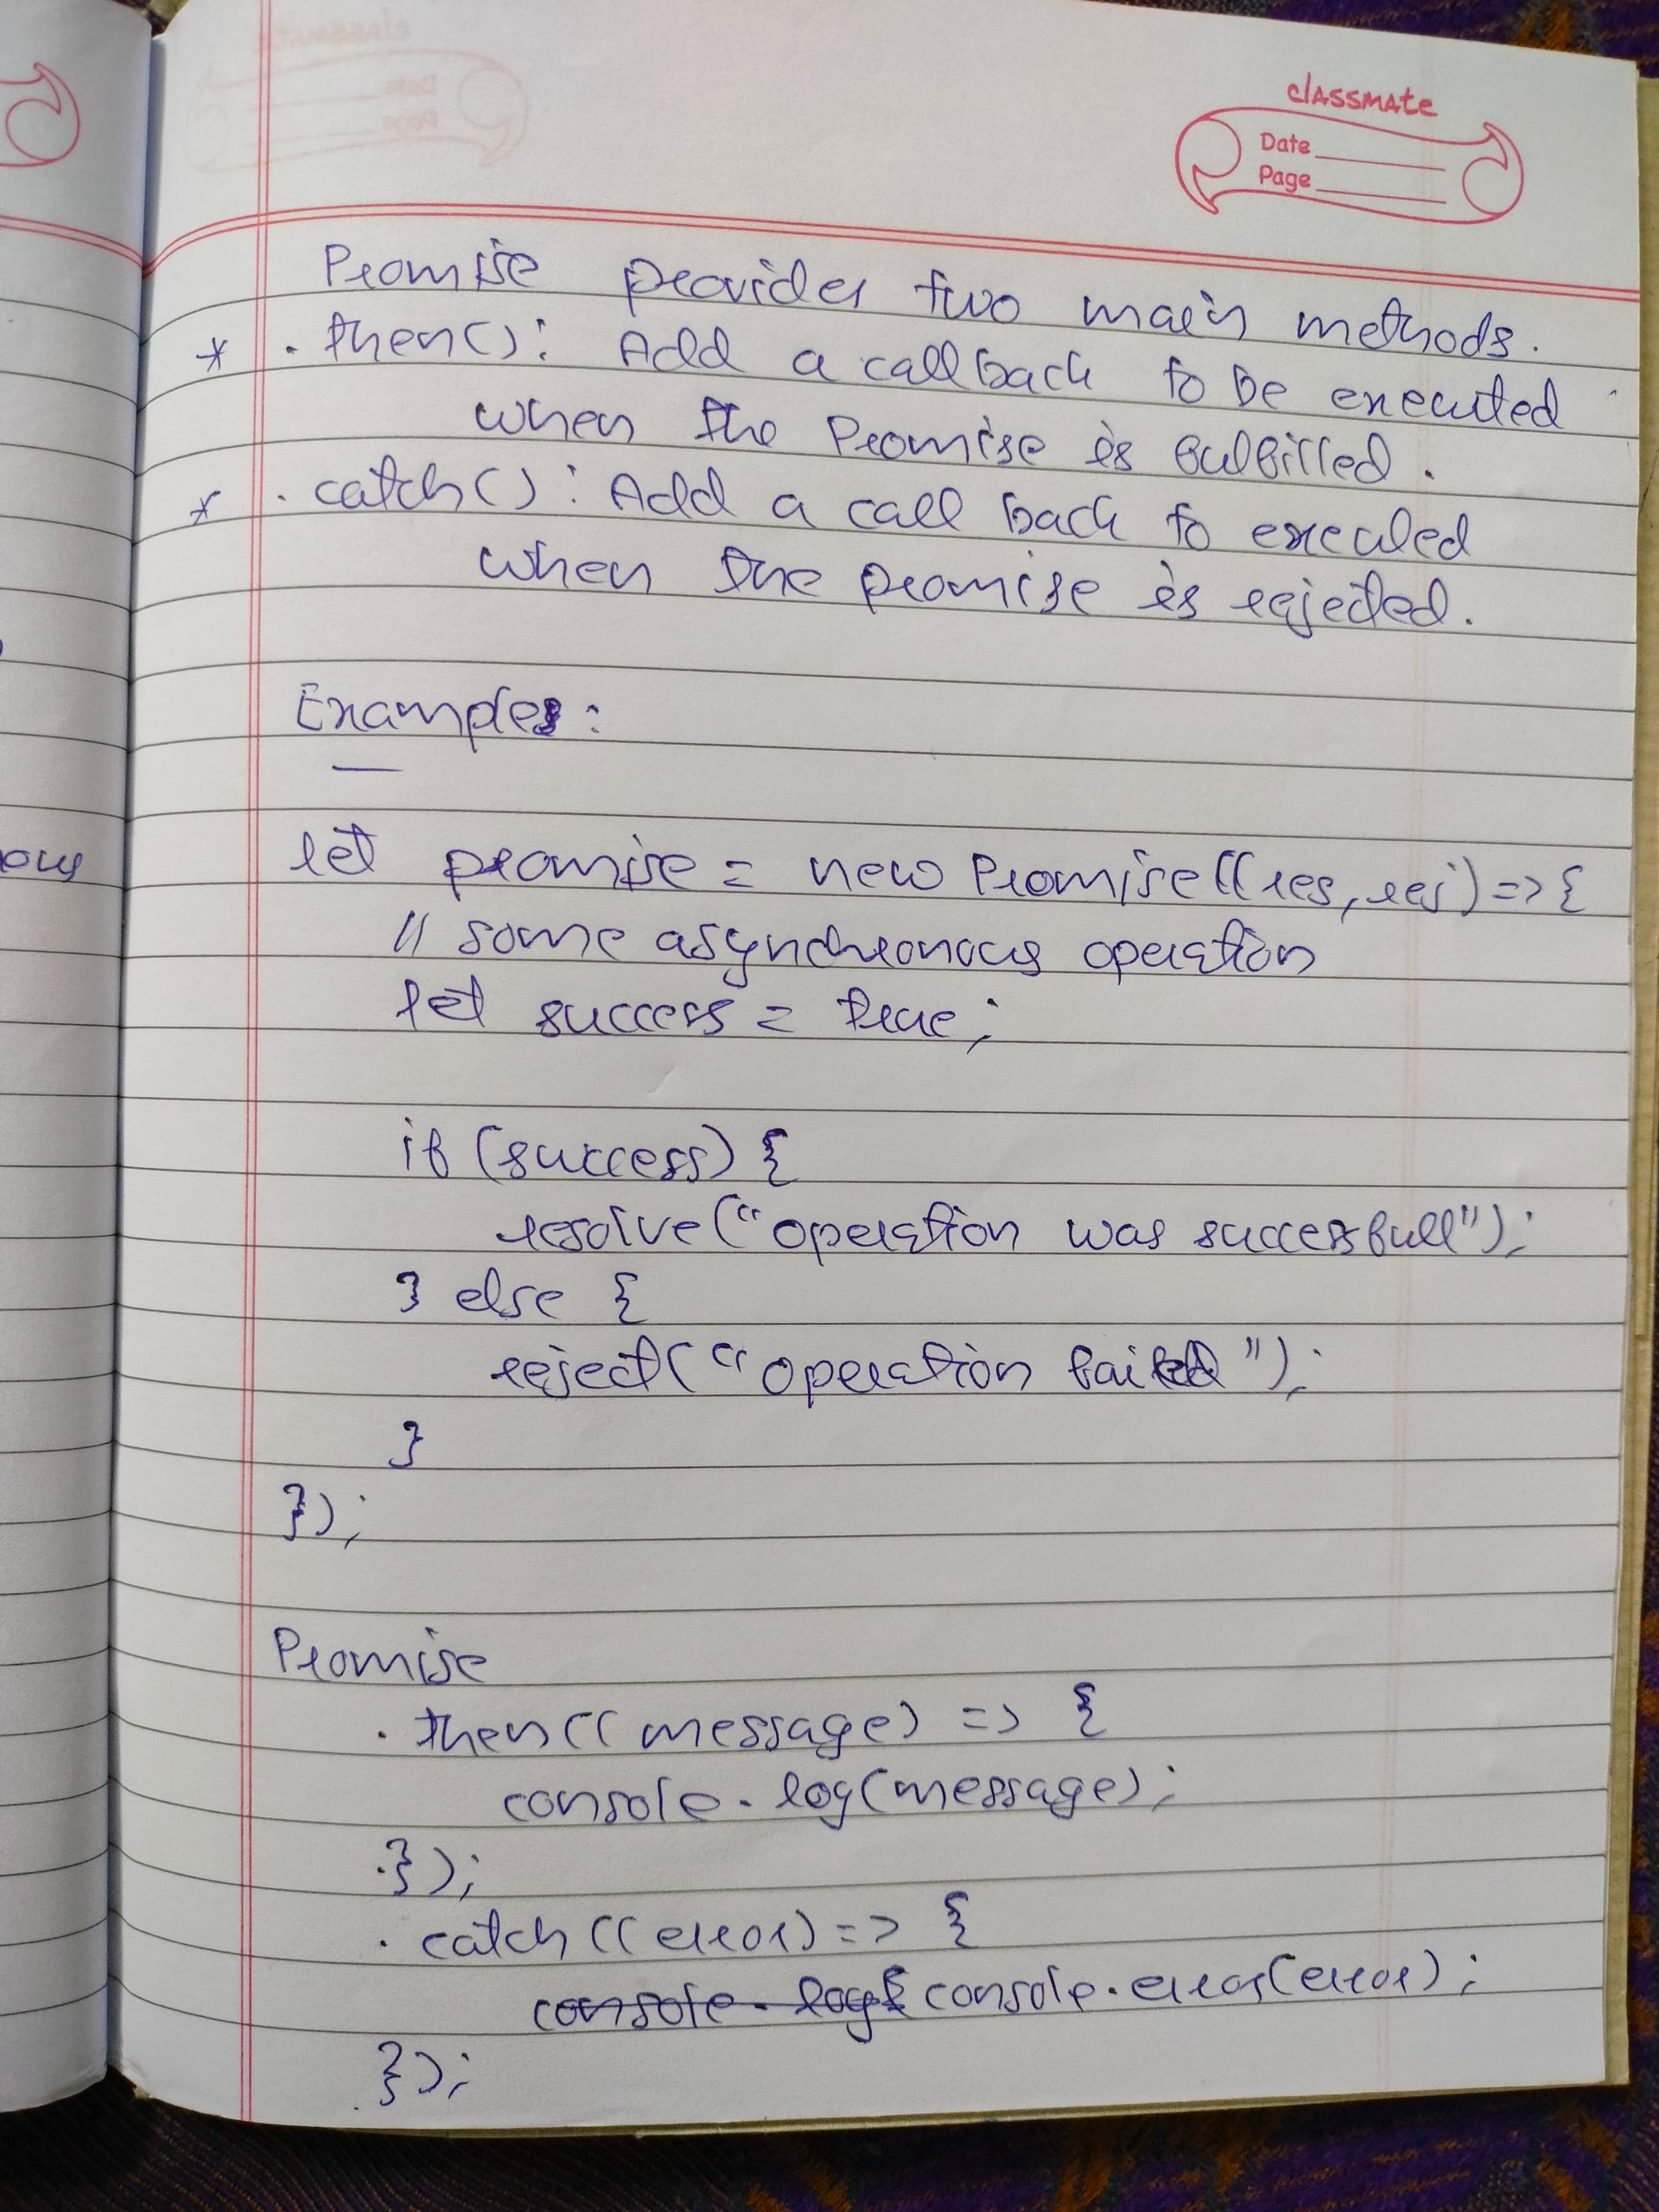 classmate
Date
Page
Promise provides two main methods.
* .then(): Add a callback to be executed
when the Promise is fulfilled.
* .catch(): Add a call back to execuled
when the promise is rejected.
Examples:
let promise = new Promise((res, rej) => {
// some asynchronous operation
let success = true;
if (success) {
resolve("operation was successfull");
} else {
reject("operation failed");
}
});
Promise
.then((message) => {
console.log(message);
.});
.catch((error) => {
console.log( console.error(error);
});
ous